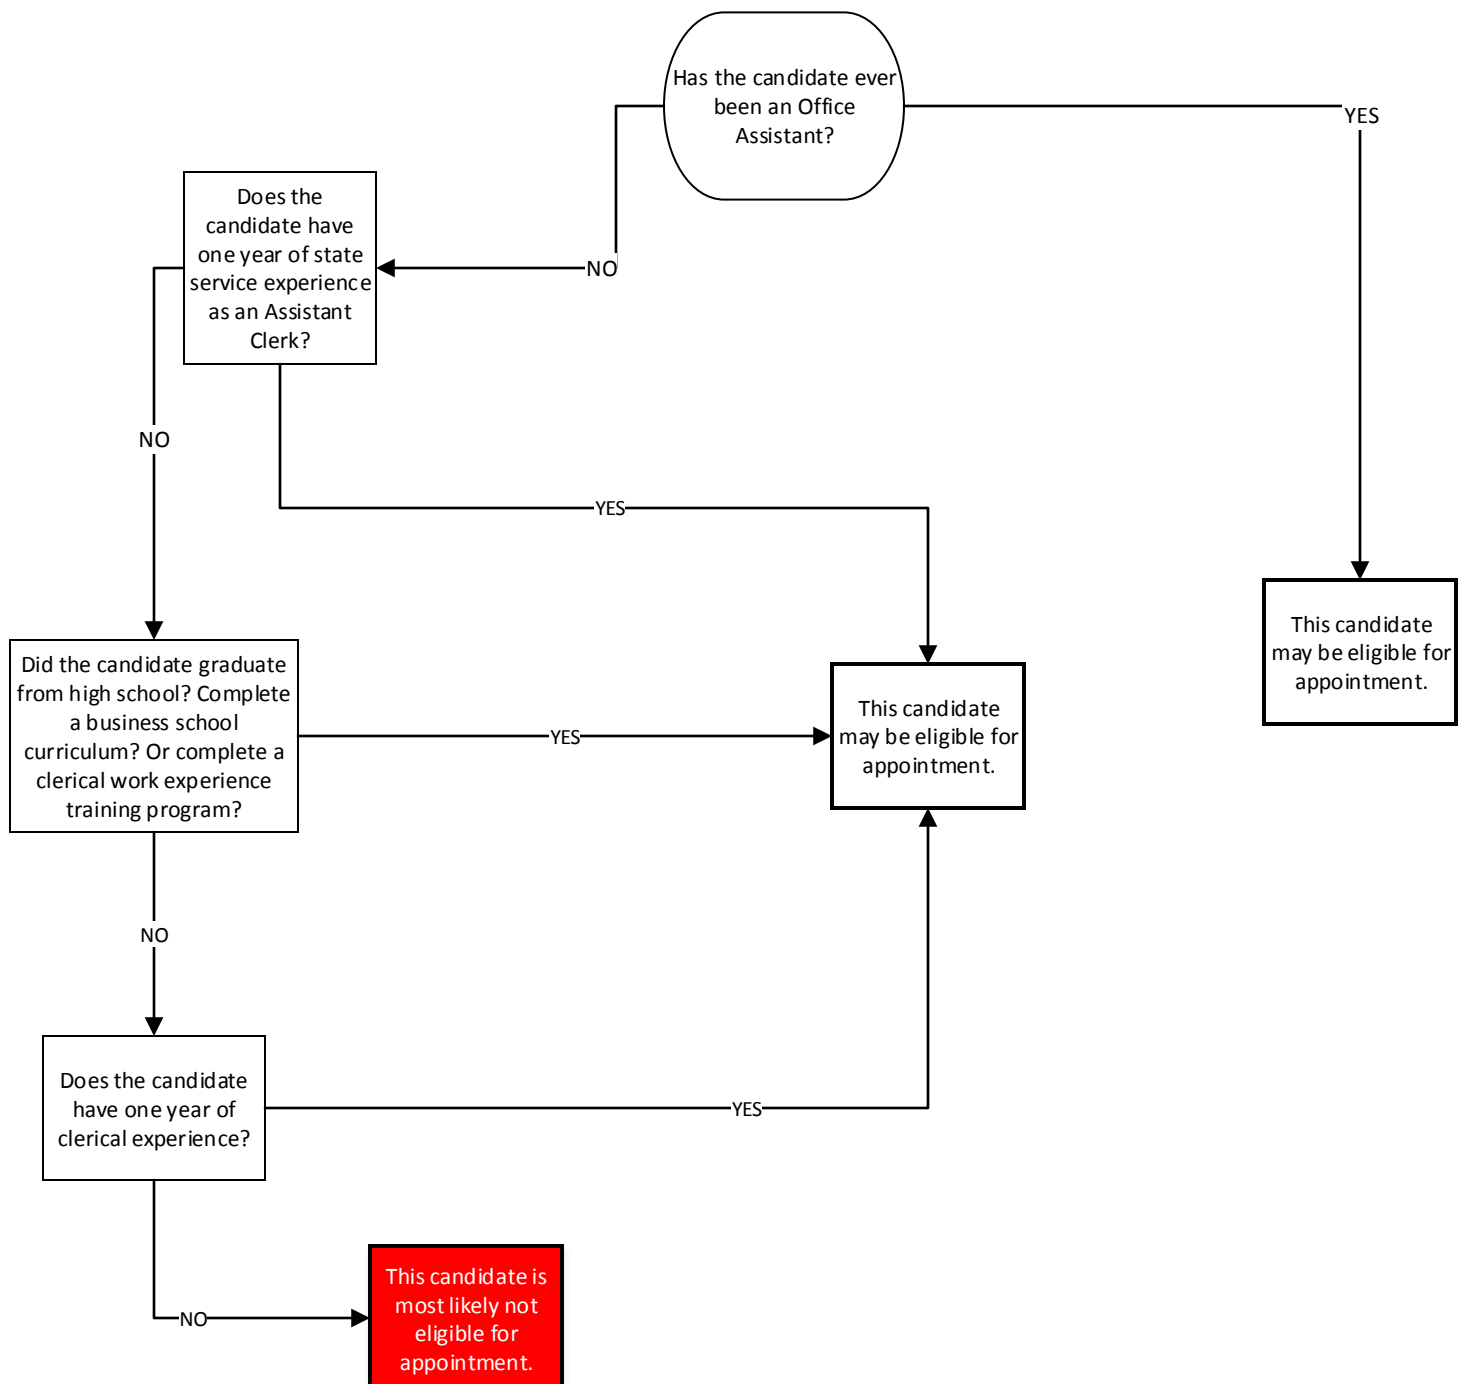 Has the candidate ever
been an Office
Assistant?
YES
NO
Does the
candidate have
one year of state
service experience
as an Assistant
Clerk?
NO
YES
This candidate
may be eligible for
appointment.
Did the candidate graduate
from high school? Complete
a business school
curriculum? Or complete a
clerical work experience
training program?
YES
This candidate
may be eligible for
appointment.
NO
Does the candidate
have one year of
clerical experience?
YES
NO
This candidate is
most likely not
eligible for
appointment.